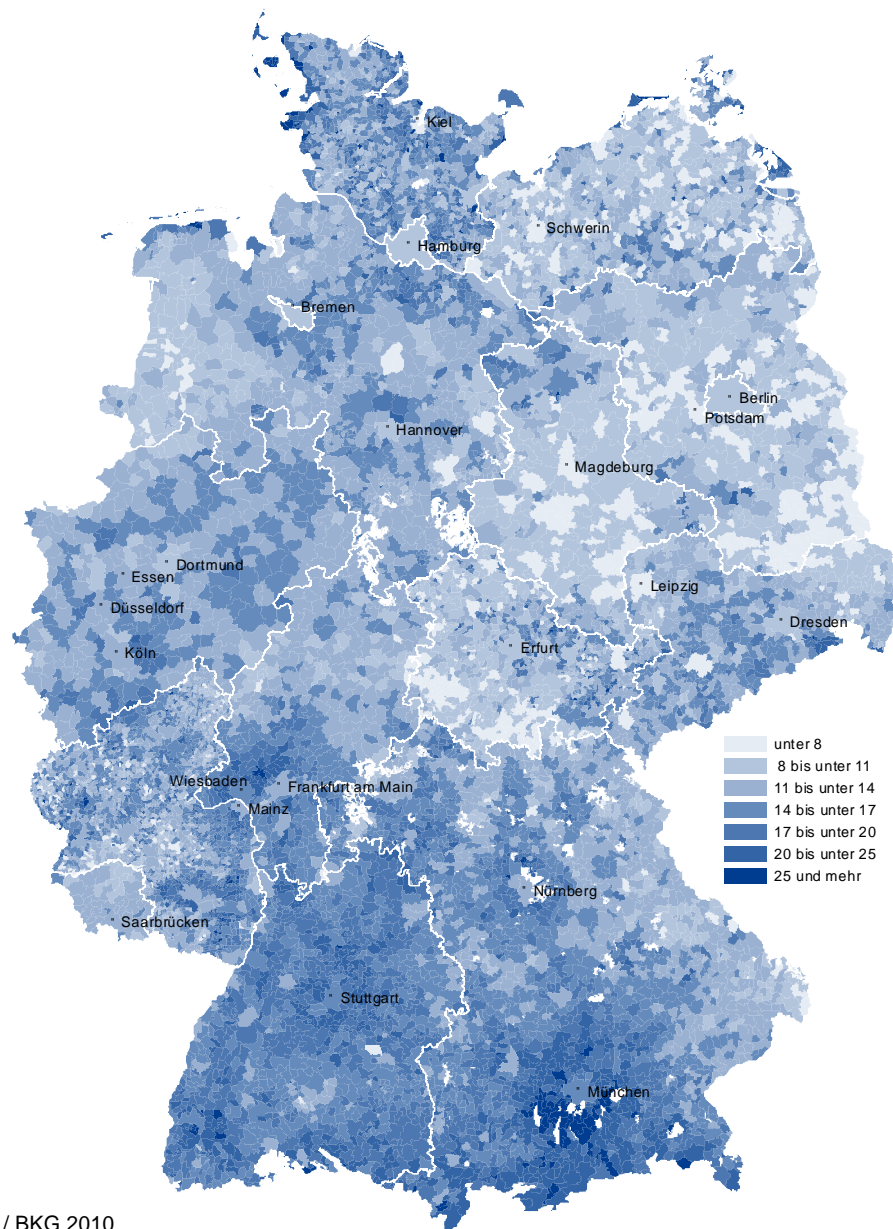 Kiel
Schwerin
Hamburg
Bremen
Berlin
Potsdam
Hannover
Magdeburg
Dortmund
Essen
Leipzig
Düsseldorf
Dresden
Erfurt
Köln
unter 8
8 bis unter 11
11 bis unter 14
14 bis unter 17
17 bis unter 20
20 bis unter 25
25 und mehr
Wiesbaden
Frankfurt am Main
Mainz
Nürnberg
Saarbrücken
Stuttgart
München
/ BKG 2010